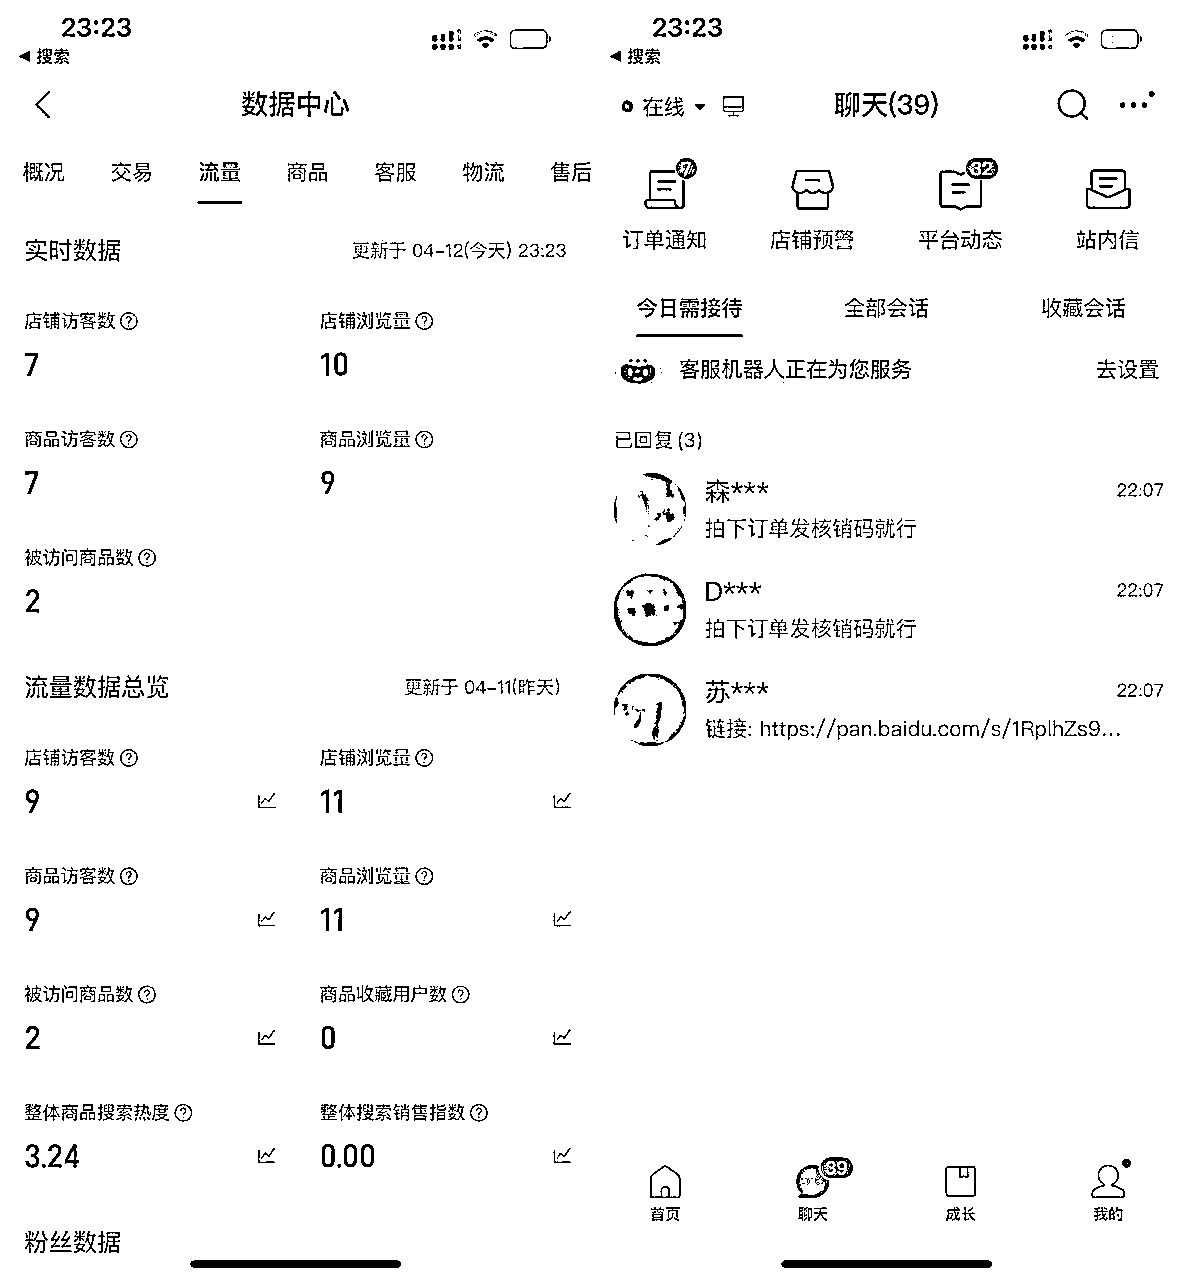 23:23
搜索
数据中心
概况 交易 流量 商品 客服 物流 售后
实时数据 更新于 04-12(今天) 23:23
店铺访客数 店铺浏览量
7 10
商品访客数 商品浏览量
7 9
被访问商品数
2
流量数据总览 更新于 04-11(昨天)
店铺访客数 店铺浏览量
9 11
商品访客数 商品浏览量
9 11
被访问商品数 商品收藏用户数
2 0
整体商品搜索热度 整体搜索销售指数
3.24 0.00
粉丝数据
23:23
搜索
在线 聊天(39)
7 32
订单通知 店铺预警 平台动态 站内信
今日需接待 全部会话 收藏会话
客服机器人正在为您服务 去设置
已回复 (3)
森*** 22:07
拍下订单发核销码就行
D*** 22:07
拍下订单发核销码就行
苏*** 22:07
链接: https://pan.baidu.com/s/1RplhZs9...
39
首页 聊天 成长 我的